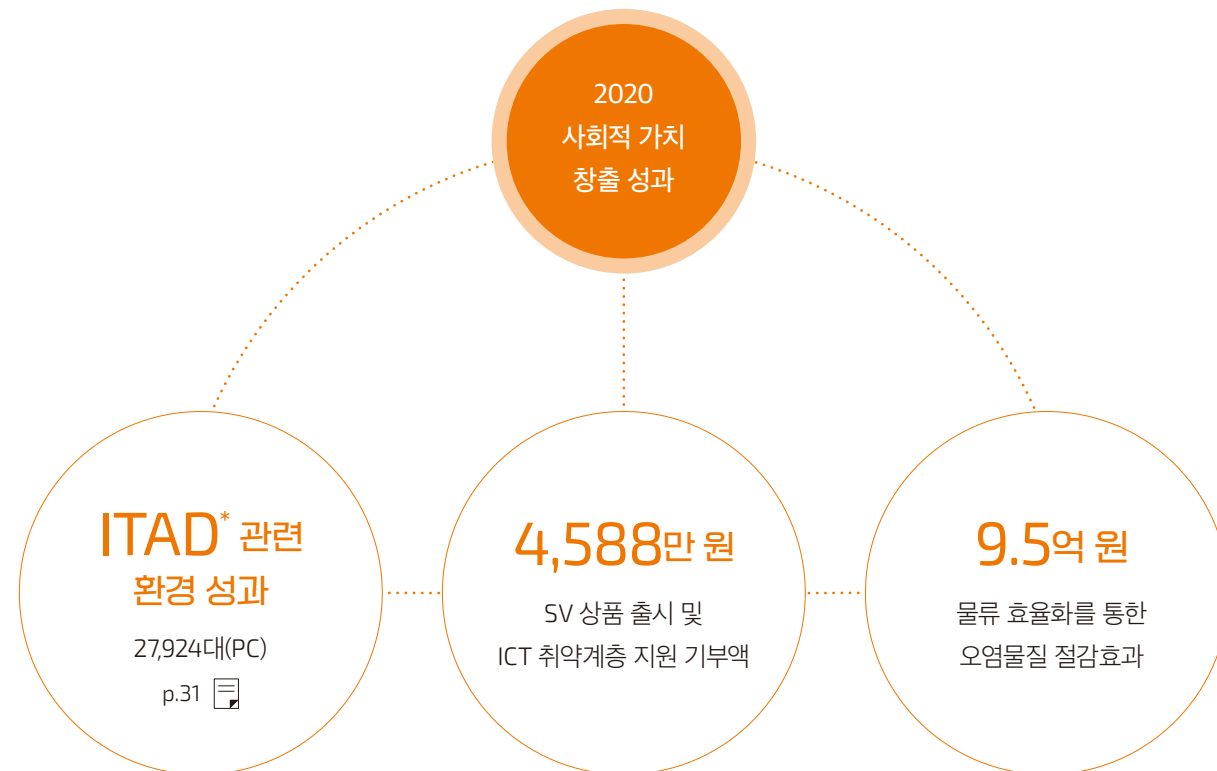 2020
사회적 가치
창출 성과
ITAD* 관련
환경 성과
27,924대(PC)
p.31
4,588만 원
SV 상품 출시 및
ICT 취약계층 지원 기부액
9.5억 원
물류 효율화를 통한
오염물질 절감효과